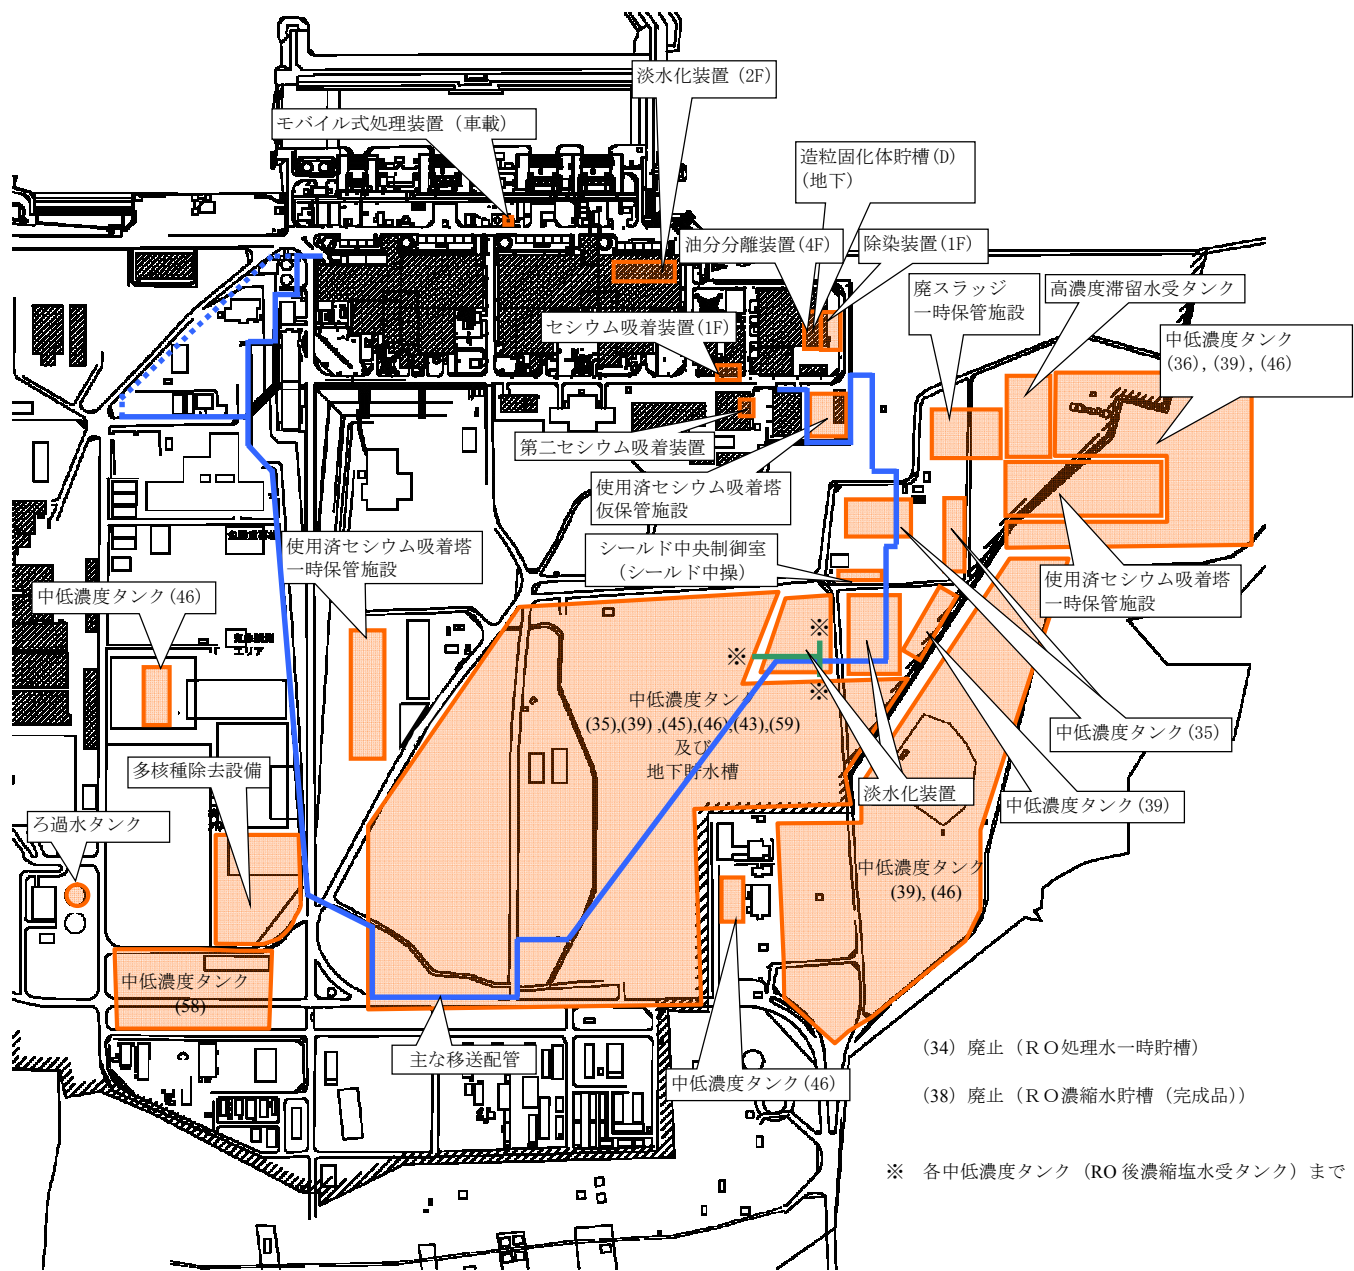 淡水化装置 (2F)
モバイル式処理装置（車載）
造粒固化体貯槽(D)
(地下)
油分分離装置(4F)
除染装置(1F)
廃スラッジ
一時保管施設
高濃度滞留水受タンク
セシウム吸着装置(1F)
中低濃度タンク
(36), (39), (46)
第二セシウム吸着装置
使用済セシウム吸着塔
仮保管施設
使用済セシウム吸着塔
一時保管施設
シールド中央制御室
（シールド中操）
使用済セシウム吸着塔
一時保管施設
中低濃度タンク(46)
エリア
※
※
※
中低濃度タンク
(35),(39) ,(45),(46),(43),(59)
及び
地下貯水槽
中低濃度タンク(35)
多核種除去設備
淡水化装置
中低濃度タンク(39)
ろ過水タンク
中低濃度タンク
(39), (46)
中低濃度タンク
(58)
主な移送配管
中低濃度タンク(46)
(34) 廃止（ＲＯ処理水一時貯槽）
(38) 廃止（ＲＯ濃縮水貯槽（完成品））
※ 各中低濃度タンク（RO 後濃縮塩水受タンク）まで